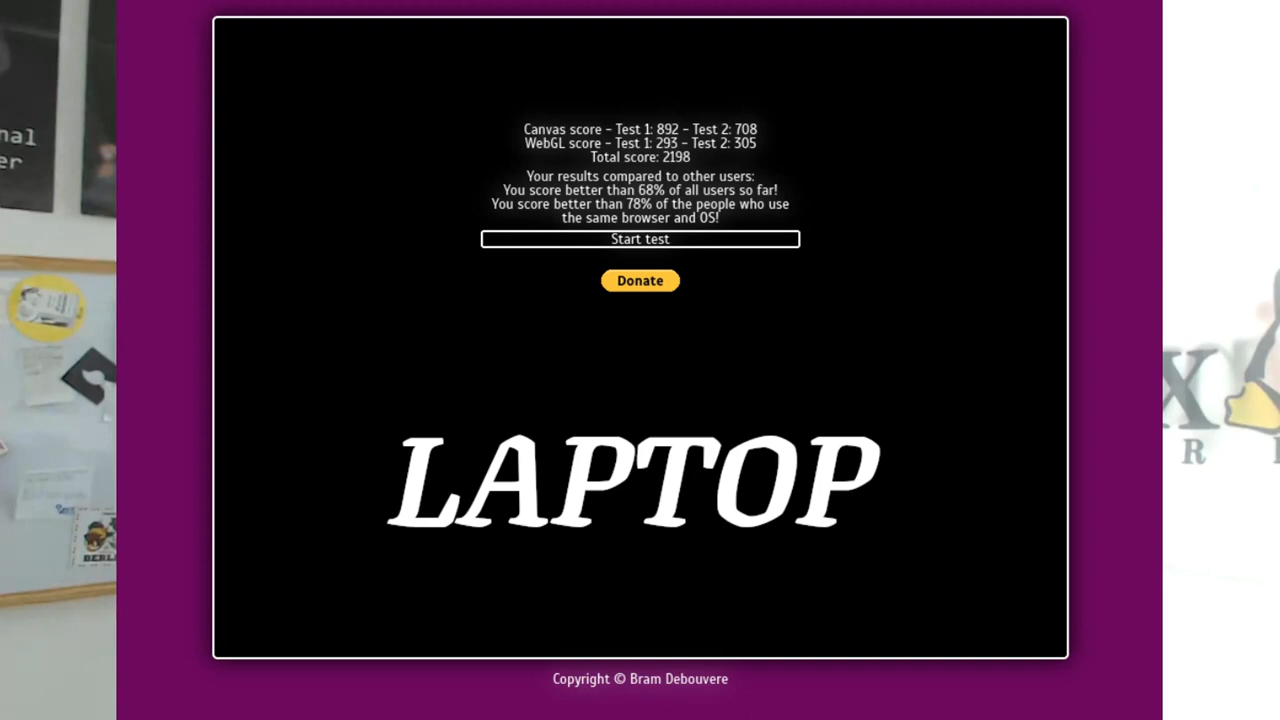 nal
er
Canvas score - Test 1: 892 - Test 2: 708
WebGL score - Test 1: 293 - Test 2: 305
Total score: 2198
Your results compared to other users:
You score better than 68% of all users so far!
You score better than 78% of the people who use
the same browser and OS!
Start test
Donate
LAPTOP
X
R
BERL
Copyright © Bram Debouvere